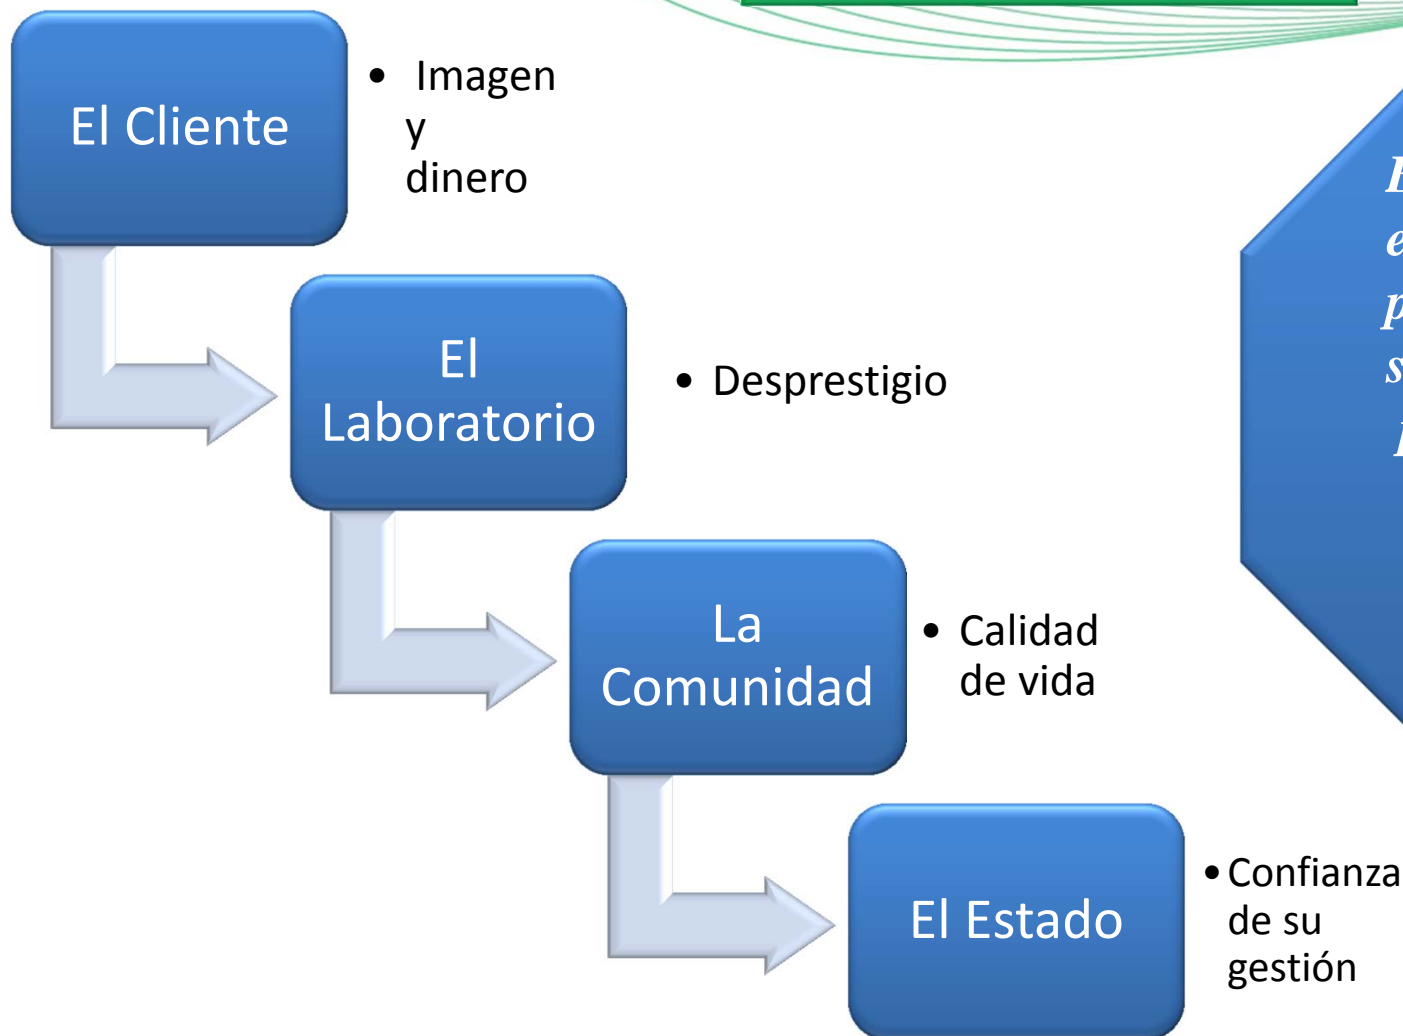 El Cliente
• Imagen
y
dinero
El
Laboratorio
• Desprestigio
La
Comunidad
• Calidad
de vida
El Estado
• Confianza
de su
gestión